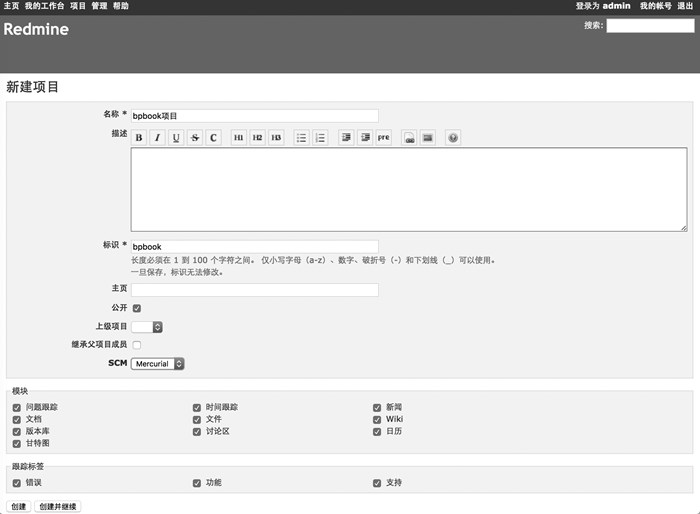 主页 我的工作台 项目 管理 帮助 登录为 admin 我的帐号 退出
Redmine 搜索:
新建项目
名称 * bpbook项目
描述 B I U S C H1 H2 H3 pre
标识 * bpbook
长度必须在 1 到 100 个字符之间。 仅小写字母（a-z）、数字、破折号（-）和下划线（_）可以使用。
一旦保存，标识无法修改。
主页
公开
上级项目
继承父项目成员
SCM Mercurial
模块
问题跟踪 时间跟踪 新闻
文档 文件 Wiki
版本库 讨论区 日历
甘特图
跟踪标签
错误 功能 支持
创建 创建并继续